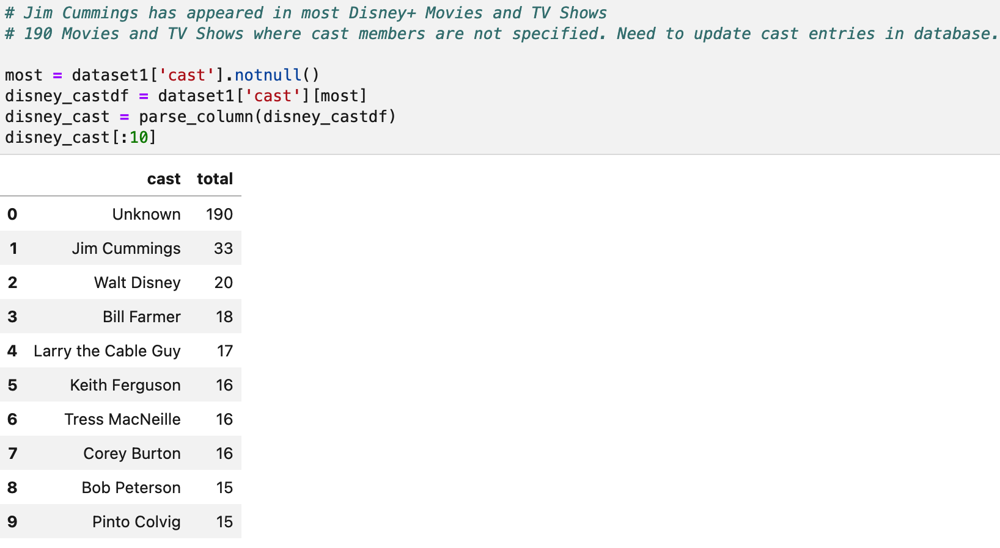 # Jim Cummings has appeared in most Disney+ Movies and TV Shows
# 190 Movies and TV Shows where cast members are not specified. Need to update cast entries in database.
most = dataset1['cast'].notnull()
disney_castdf = dataset1['cast'][most]
disney_cast = parse_column(disney_castdf)
disney_cast[:10]
cast total
0 Unknown 190
1 Jim Cummings 33
2 Walt Disney 20
3 Bill Farmer 18
4 Larry the Cable Guy 17
5 Keith Ferguson 16
6 Tress MacNeille 16
7 Corey Burton 16
8 Bob Peterson 15
9 Pinto Colvig 15